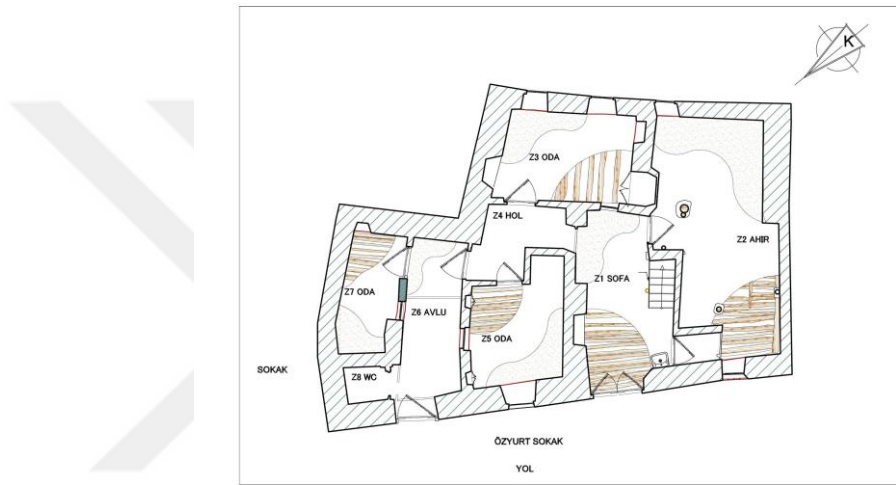 K
Z3 ODA
Z4 HOL
Z2 AHIR
Z1 SOFA
Z7 ODA
Z6 AVLU
Z5 ODA
SOKAK
Z8 WC
ÖZYURT SOKAK
YOL